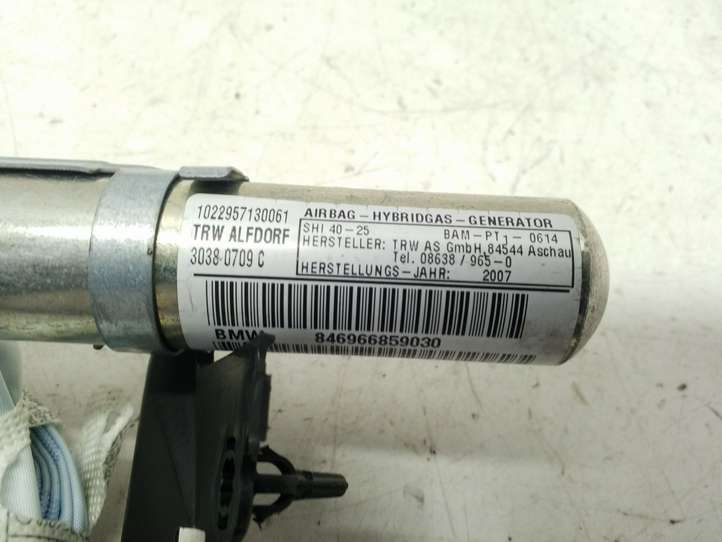 1022957130061
TRW ALFDORF
3038-0709 C
AIRBAG-HYBRIDGAS-GENERATOR
SHI 40-25 BAM-PT1-0614
HERSTELLER: TRW AS GmbH, 84544 Aschau
Tel. 08638 / 965-0
HERSTELLUNGS-JAHR: 2007
BMW 846966859030